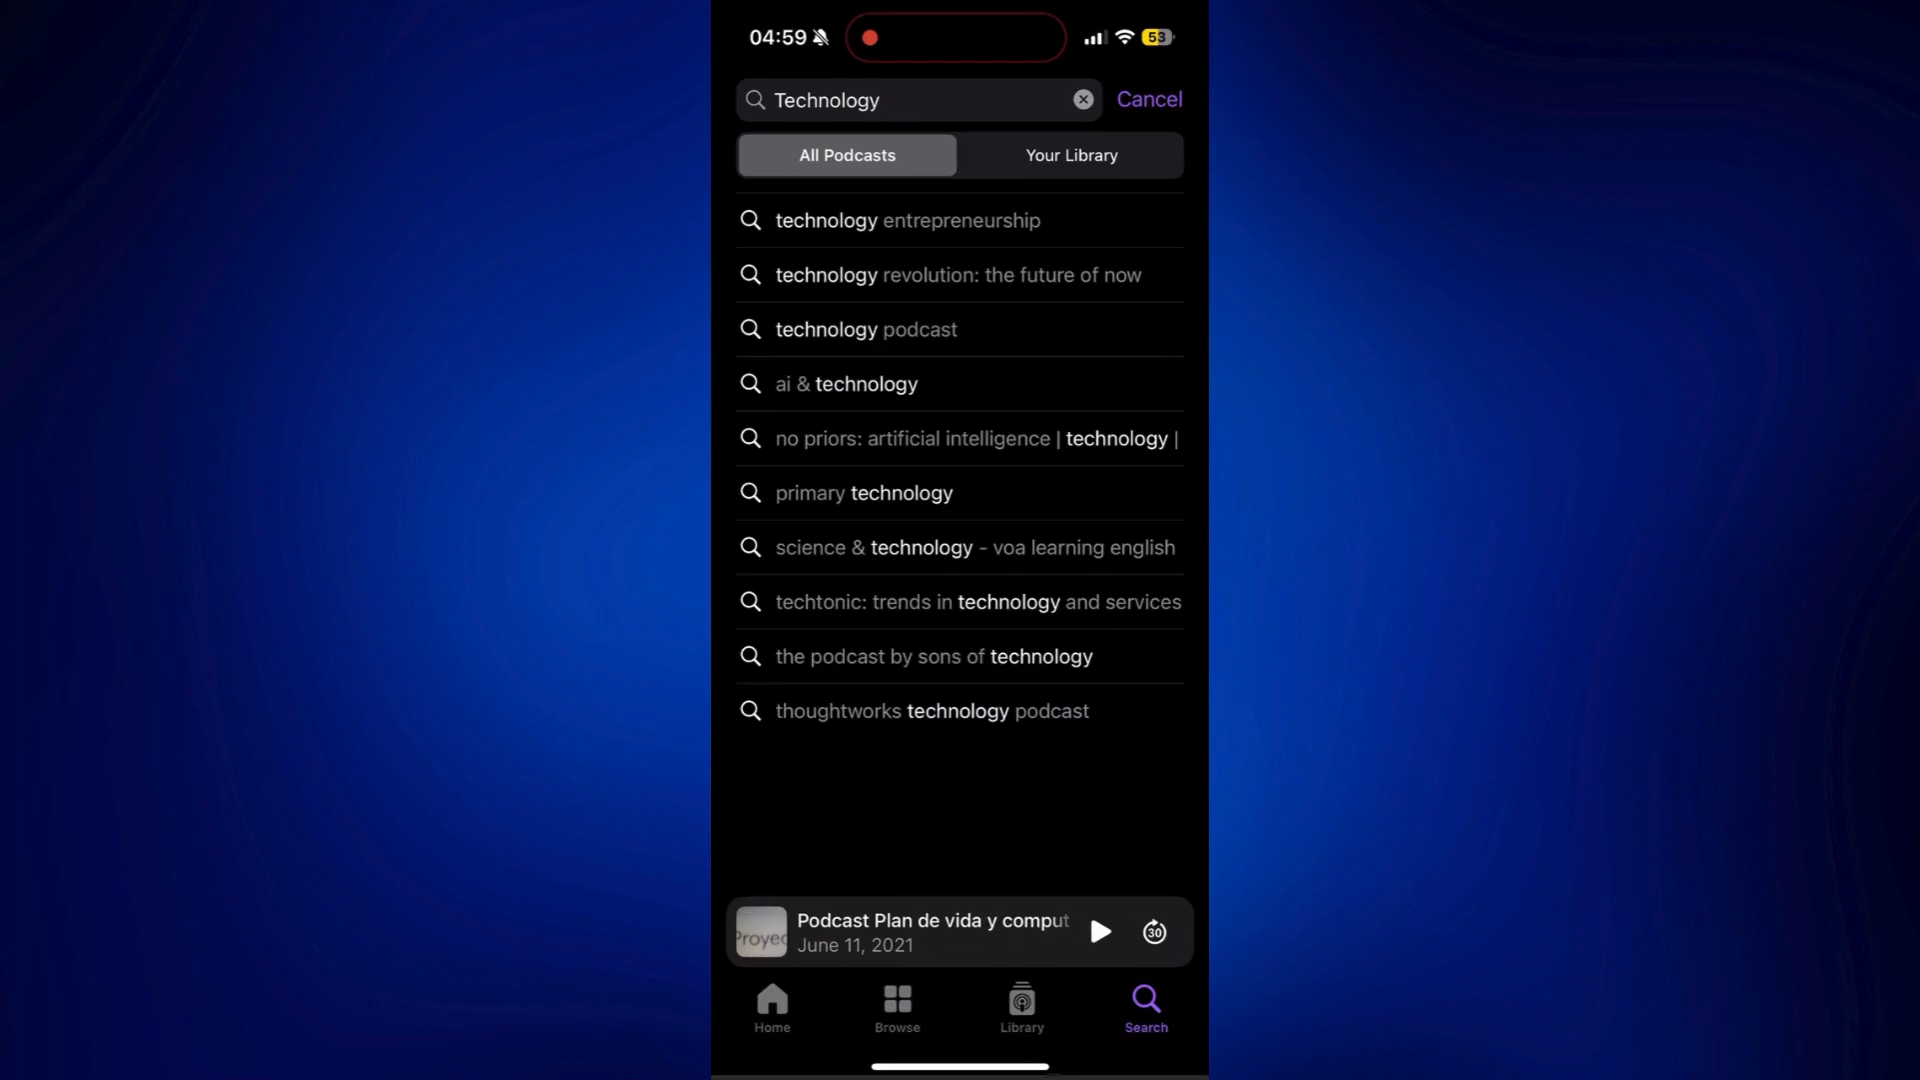 04:59
53
Technology
Cancel
All Podcasts
Your Library
technology entrepreneurship
technology revolution: the future of now
technology podcast
ai & technology
no priors: artificial intelligence | technology |
primary technology
science & technology - voa learning english
techtonic: trends in technology and services
the podcast by sons of technology
thoughtworks technology podcast
Proyec
Podcast Plan de vida y comput
June 11, 2021
30
Home
Browse
Library
Search